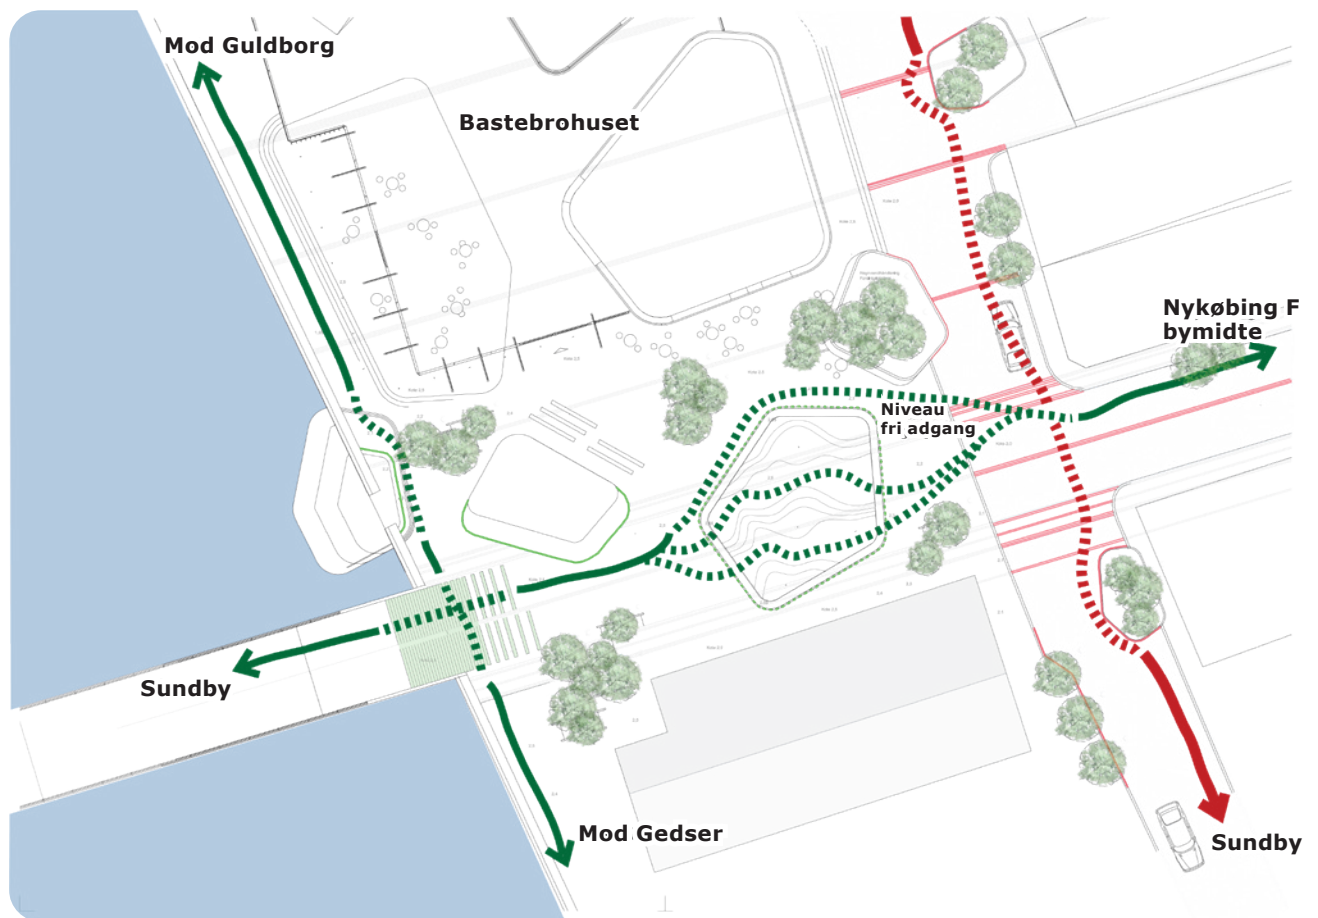 Mod Guldborg
Bastebrohuset
Nykøbing F
bymidte
Niveau
fri adgang
Sundby
Mod Gedser
Sundby